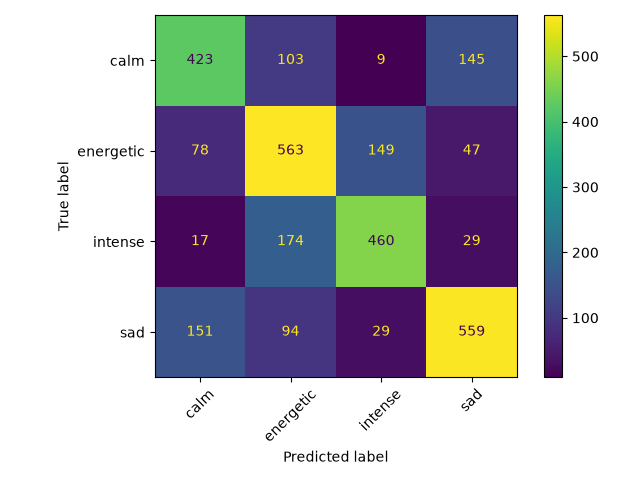 calm 423 103 9 145
energetic 78 563 149 47
intense 17 174 460 29
sad 151 94 29 559
calm energetic intense sad
True label
Predicted label
500
400
300
200
100